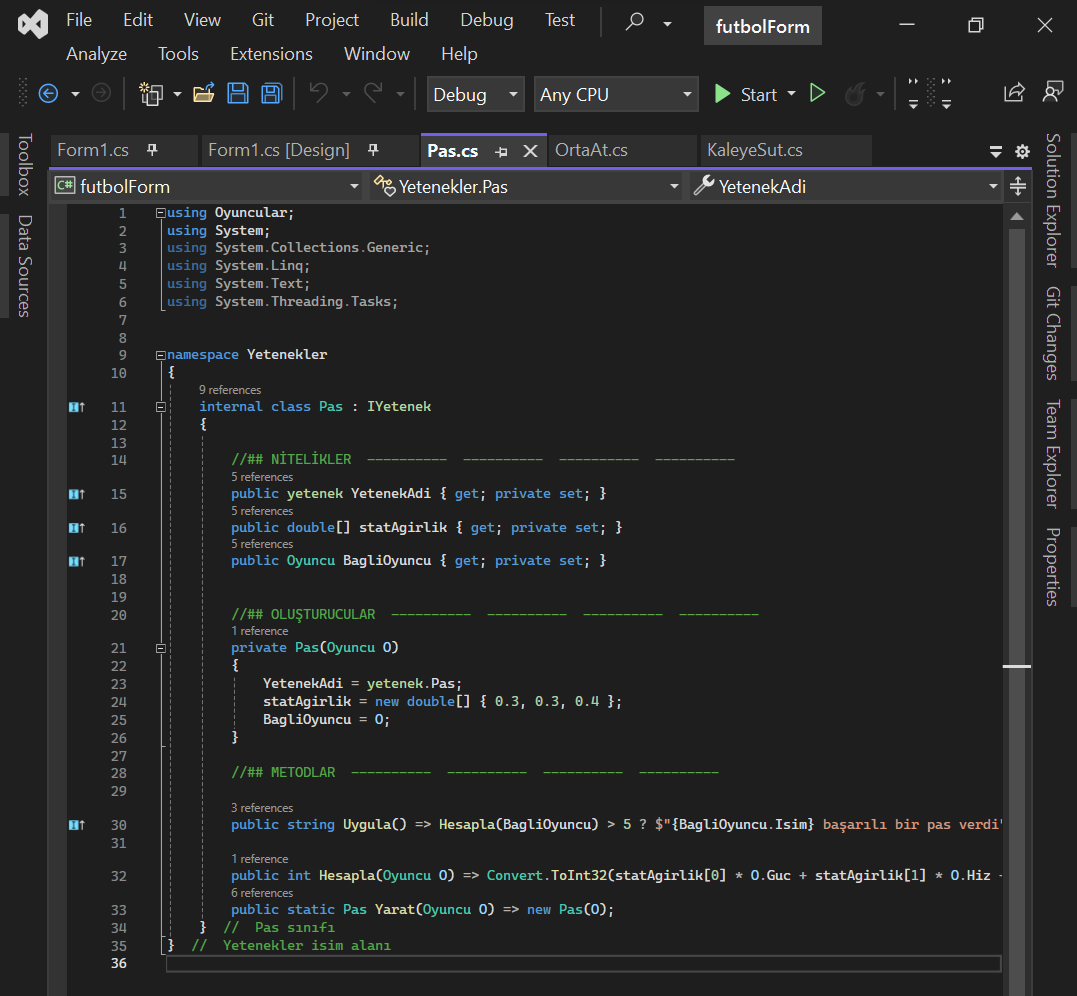 File Edit View Git Project Build Debug Test futbolForm
Analyze Tools Extensions Window Help
Debug Any CPU Start
Toolbox
Data Sources
Form1.cs Form1.cs [Design] Pas.cs OrtaAt.cs KaleyeSut.cs
C# futbolForm Yetenekler.Pas YetenekAdi
1 using Oyuncular;
2 using System;
3 using System.Collections.Generic;
4 using System.Linq;
5 using System.Text;
6 using System.Threading.Tasks;
7
8
9 namespace Yetenekler
10 {
9 references
11 internal class Pas : IYetenek
12 {
13
14 //## NİTELİKLER ---------- ---------- ---------- ----------
5 references
15 public yetenek YetenekAdi { get; private set; }
5 references
16 public double[] statAgirlik { get; private set; }
5 references
17 public Oyuncu BagliOyuncu { get; private set; }
18
19
20 //## OLUŞTURUCULAR ---------- ---------- ---------- ----------
1 reference
21 private Pas(Oyuncu O)
22 {
23 YetenekAdi = yetenek.Pas;
24 statAgirlik = new double[] { 0.3, 0.3, 0.4 };
25 BagliOyuncu = O;
26 }
27
28 //## METODLAR ---------- ---------- ---------- ----------
29
3 references
30 public string Uygula() => Hesapla(BagliOyuncu) > 5 ? $"{BagliOyuncu.Isim} başarılı bir pas verdi"
31
1 reference
32 public int Hesapla(Oyuncu O) => Convert.ToInt32(statAgirlik[0] * O.Guc + statAgirlik[1] * O.Hiz
6 references
33 public static Pas Yarat(Oyuncu O) => new Pas(O);
34 } // Pas sınıfı
35 } // Yetenekler isim alanı
36
Solution Explorer
Git Changes
Team Explorer
Properties